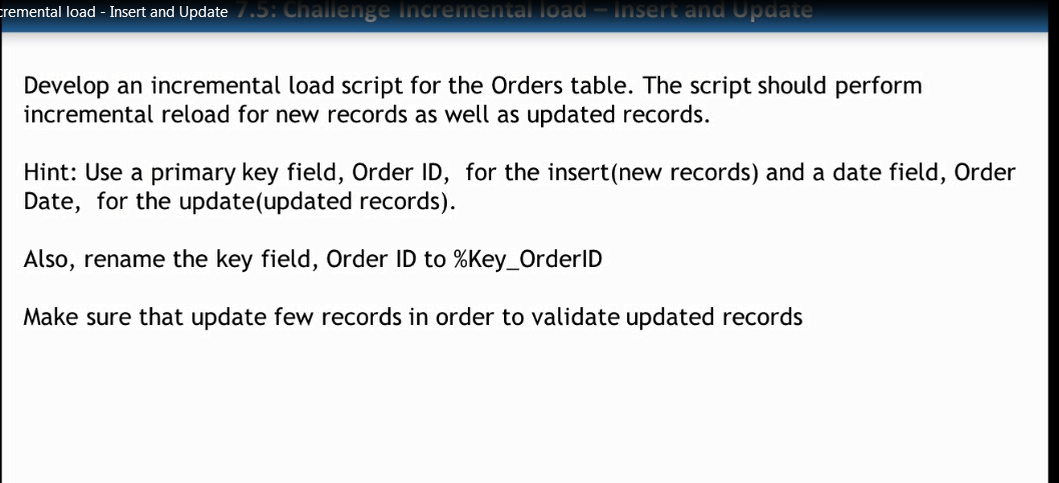 cremental load - Insert and Update 7.5: Challenge Incremental load – Insert and Update
Develop an incremental load script for the Orders table. The script should perform
incremental reload for new records as well as updated records.
Hint: Use a primary key field, Order ID, for the insert(new records) and a date field, Order
Date, for the update(updated records).
Also, rename the key field, Order ID to %Key_OrderID
Make sure that update few records in order to validate updated records